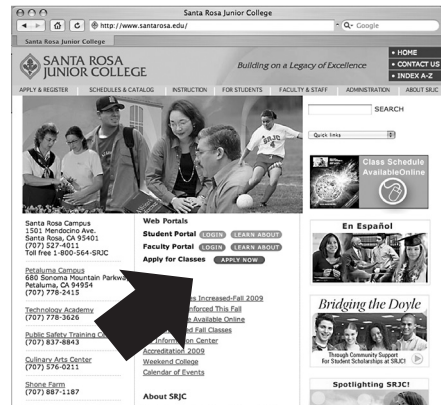 Santa Rosa Junior College
http://www.santarosa.edu/
Google
Santa Rosa Junior College
SANTA ROSA
JUNIOR COLLEGE
Building on a Legacy of Excellence
• HOME
• CONTACT US
• INDEX A-Z
APPLY & REGISTER SCHEDULES & CATALOG INSTRUCTION FOR STUDENTS FACULTY & STAFF ADMINISTRATION ABOUT SRJC
SEARCH
Quick links
SRJC
4
Class Schedule
Available Online
En Español
Bridging the Doyle
Through Community Support
For Student Scholarships at SRJC!
Spotlighting SRJC!
Santa Rosa Campus
1501 Mendocino Ave.
Santa Rosa, CA 95401
(707) 527-4011
Toll free 1-800-564-SRJC
Petaluma Campus
680 Sonoma Mountain Parkway
Petaluma, CA 94954
(707) 778-2415
Technology Academy
(707) 778-3626
Public Safety Training
(707) 837-8843
Culinary Arts Center
(707) 576-0211
Shone Farm
(707) 887-1187
Web Portals
Student Portal LOGIN LEARN ABOUT
Faculty Portal LOGIN LEARN ABOUT
Apply for Classes APPLY NOW
Increased-Fall 2009
This Fall
Available Online
Fall Classes
Information Center
Accreditation 2009
Weekend College
Calendar of Events
About SRJC